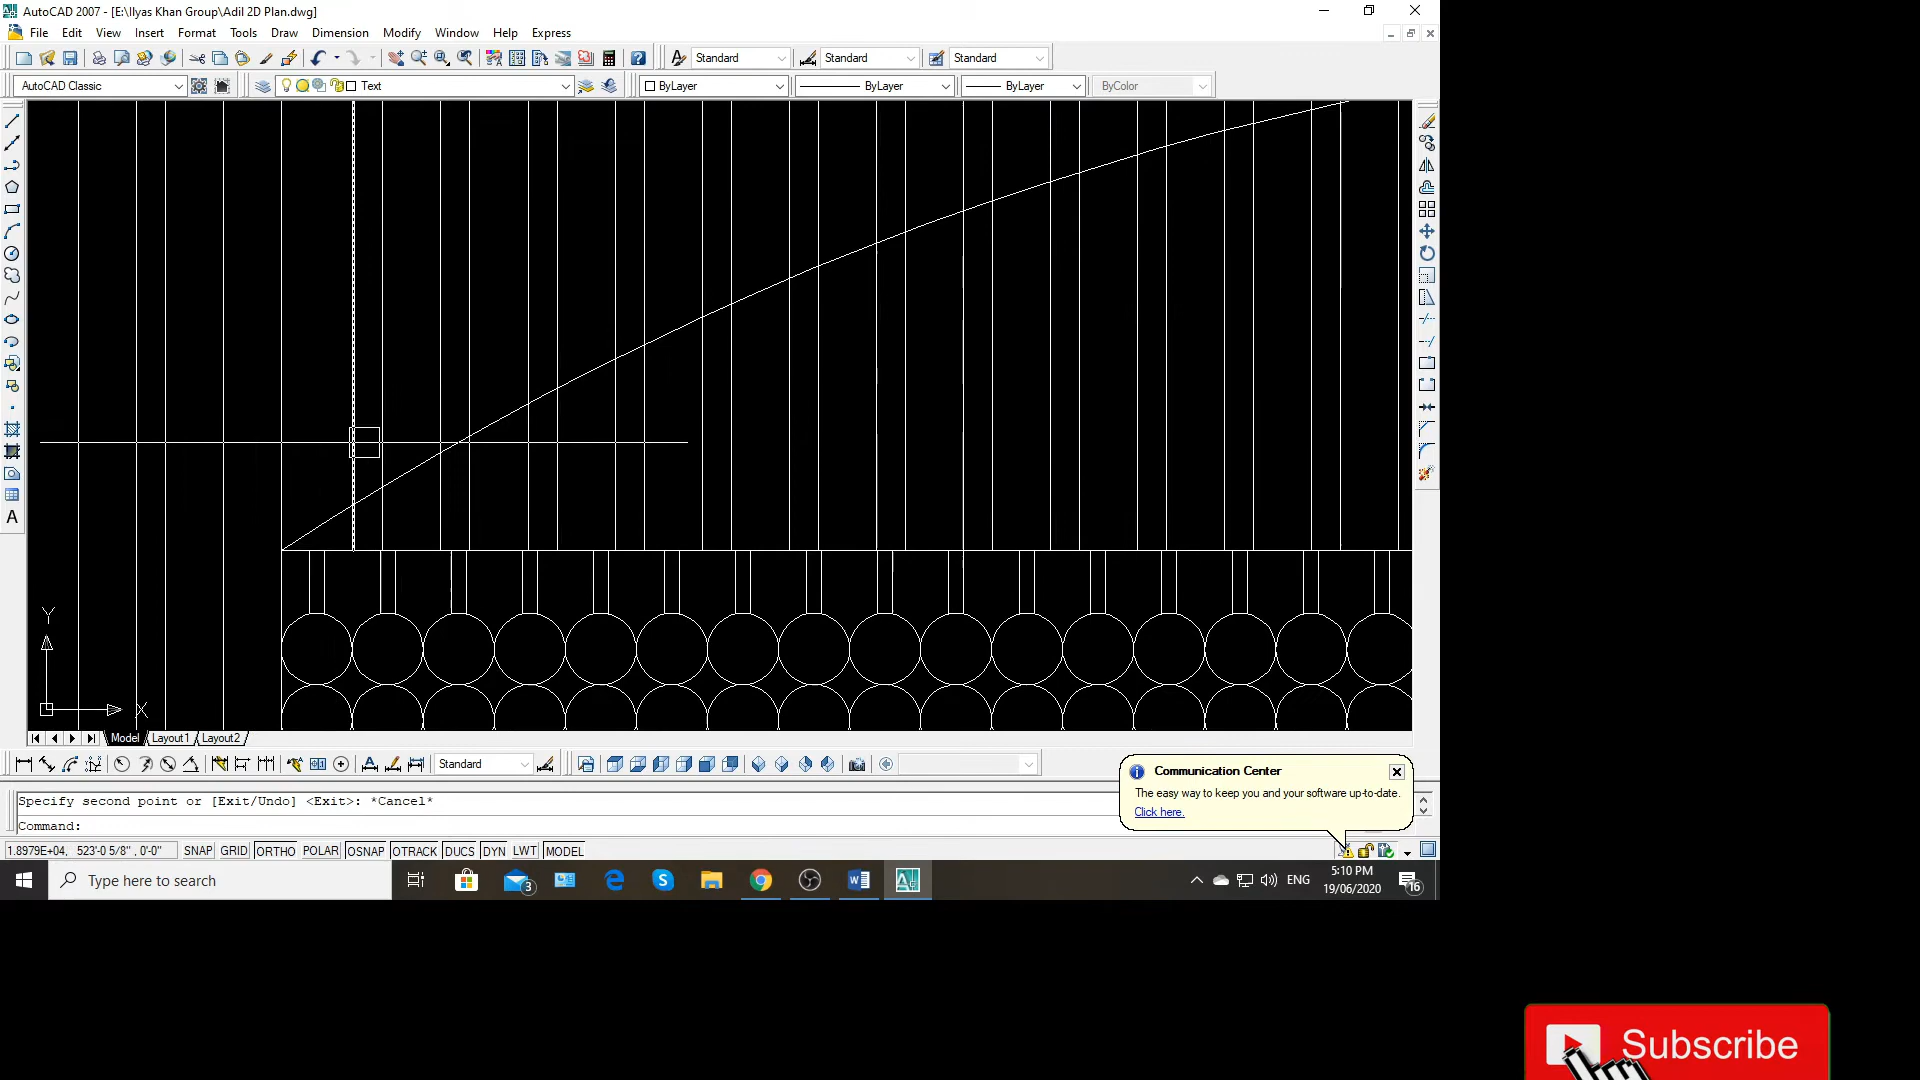 AutoCAD 2007 - [E:\Ilyas Khan Group\Adil 2D Plan.dwg]
File Edit View Insert Format Tools Draw Dimension Modify Window Help Express
Standard Standard Standard
AutoCAD Classic Text ByLayer ByLayer ByLayer ByColor
A
Y
X
Model Layout1 Layout2
Standard
Communication Center
The easy way to keep you and your software up-to-date.
Click here.
Specify second point or [Exit/Undo] <Exit>: *Cancel*
Command:
1.8979E+04, 523'-0 5/8" , 0'-0" SNAP GRID ORTHO POLAR OSNAP OTRACK DUCS DYN LWT MODEL
Type here to search
3
ENG
5:10 PM
19/06/2020
16
Subscribe